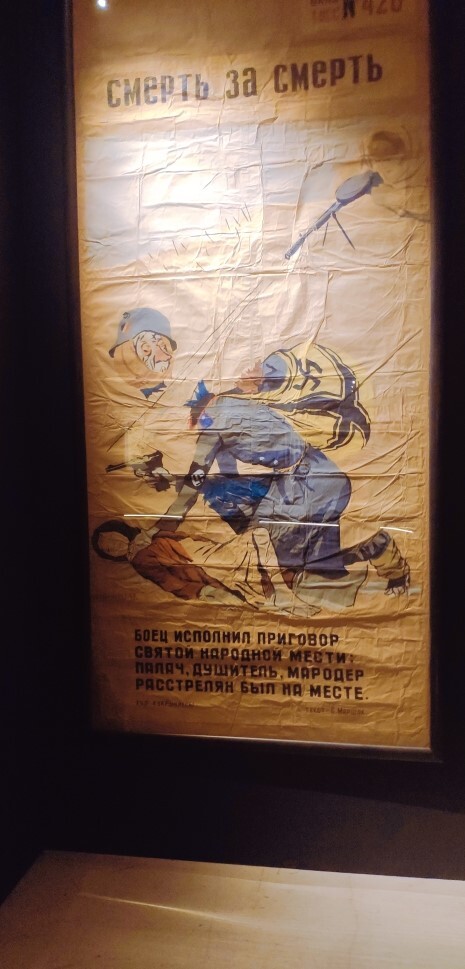 № 420
СМЕРТЬ ЗА СМЕРТЬ
БОЕЦ ИСПОЛНИЛ ПРИГОВОР
СВЯТОЙ НАРОДНОЙ МЕСТИ:
ПАЛАЧ, ДУШИТЕЛЬ, МАРОДЕР
РАССТРЕЛЯН БЫЛ НА МЕСТЕ.